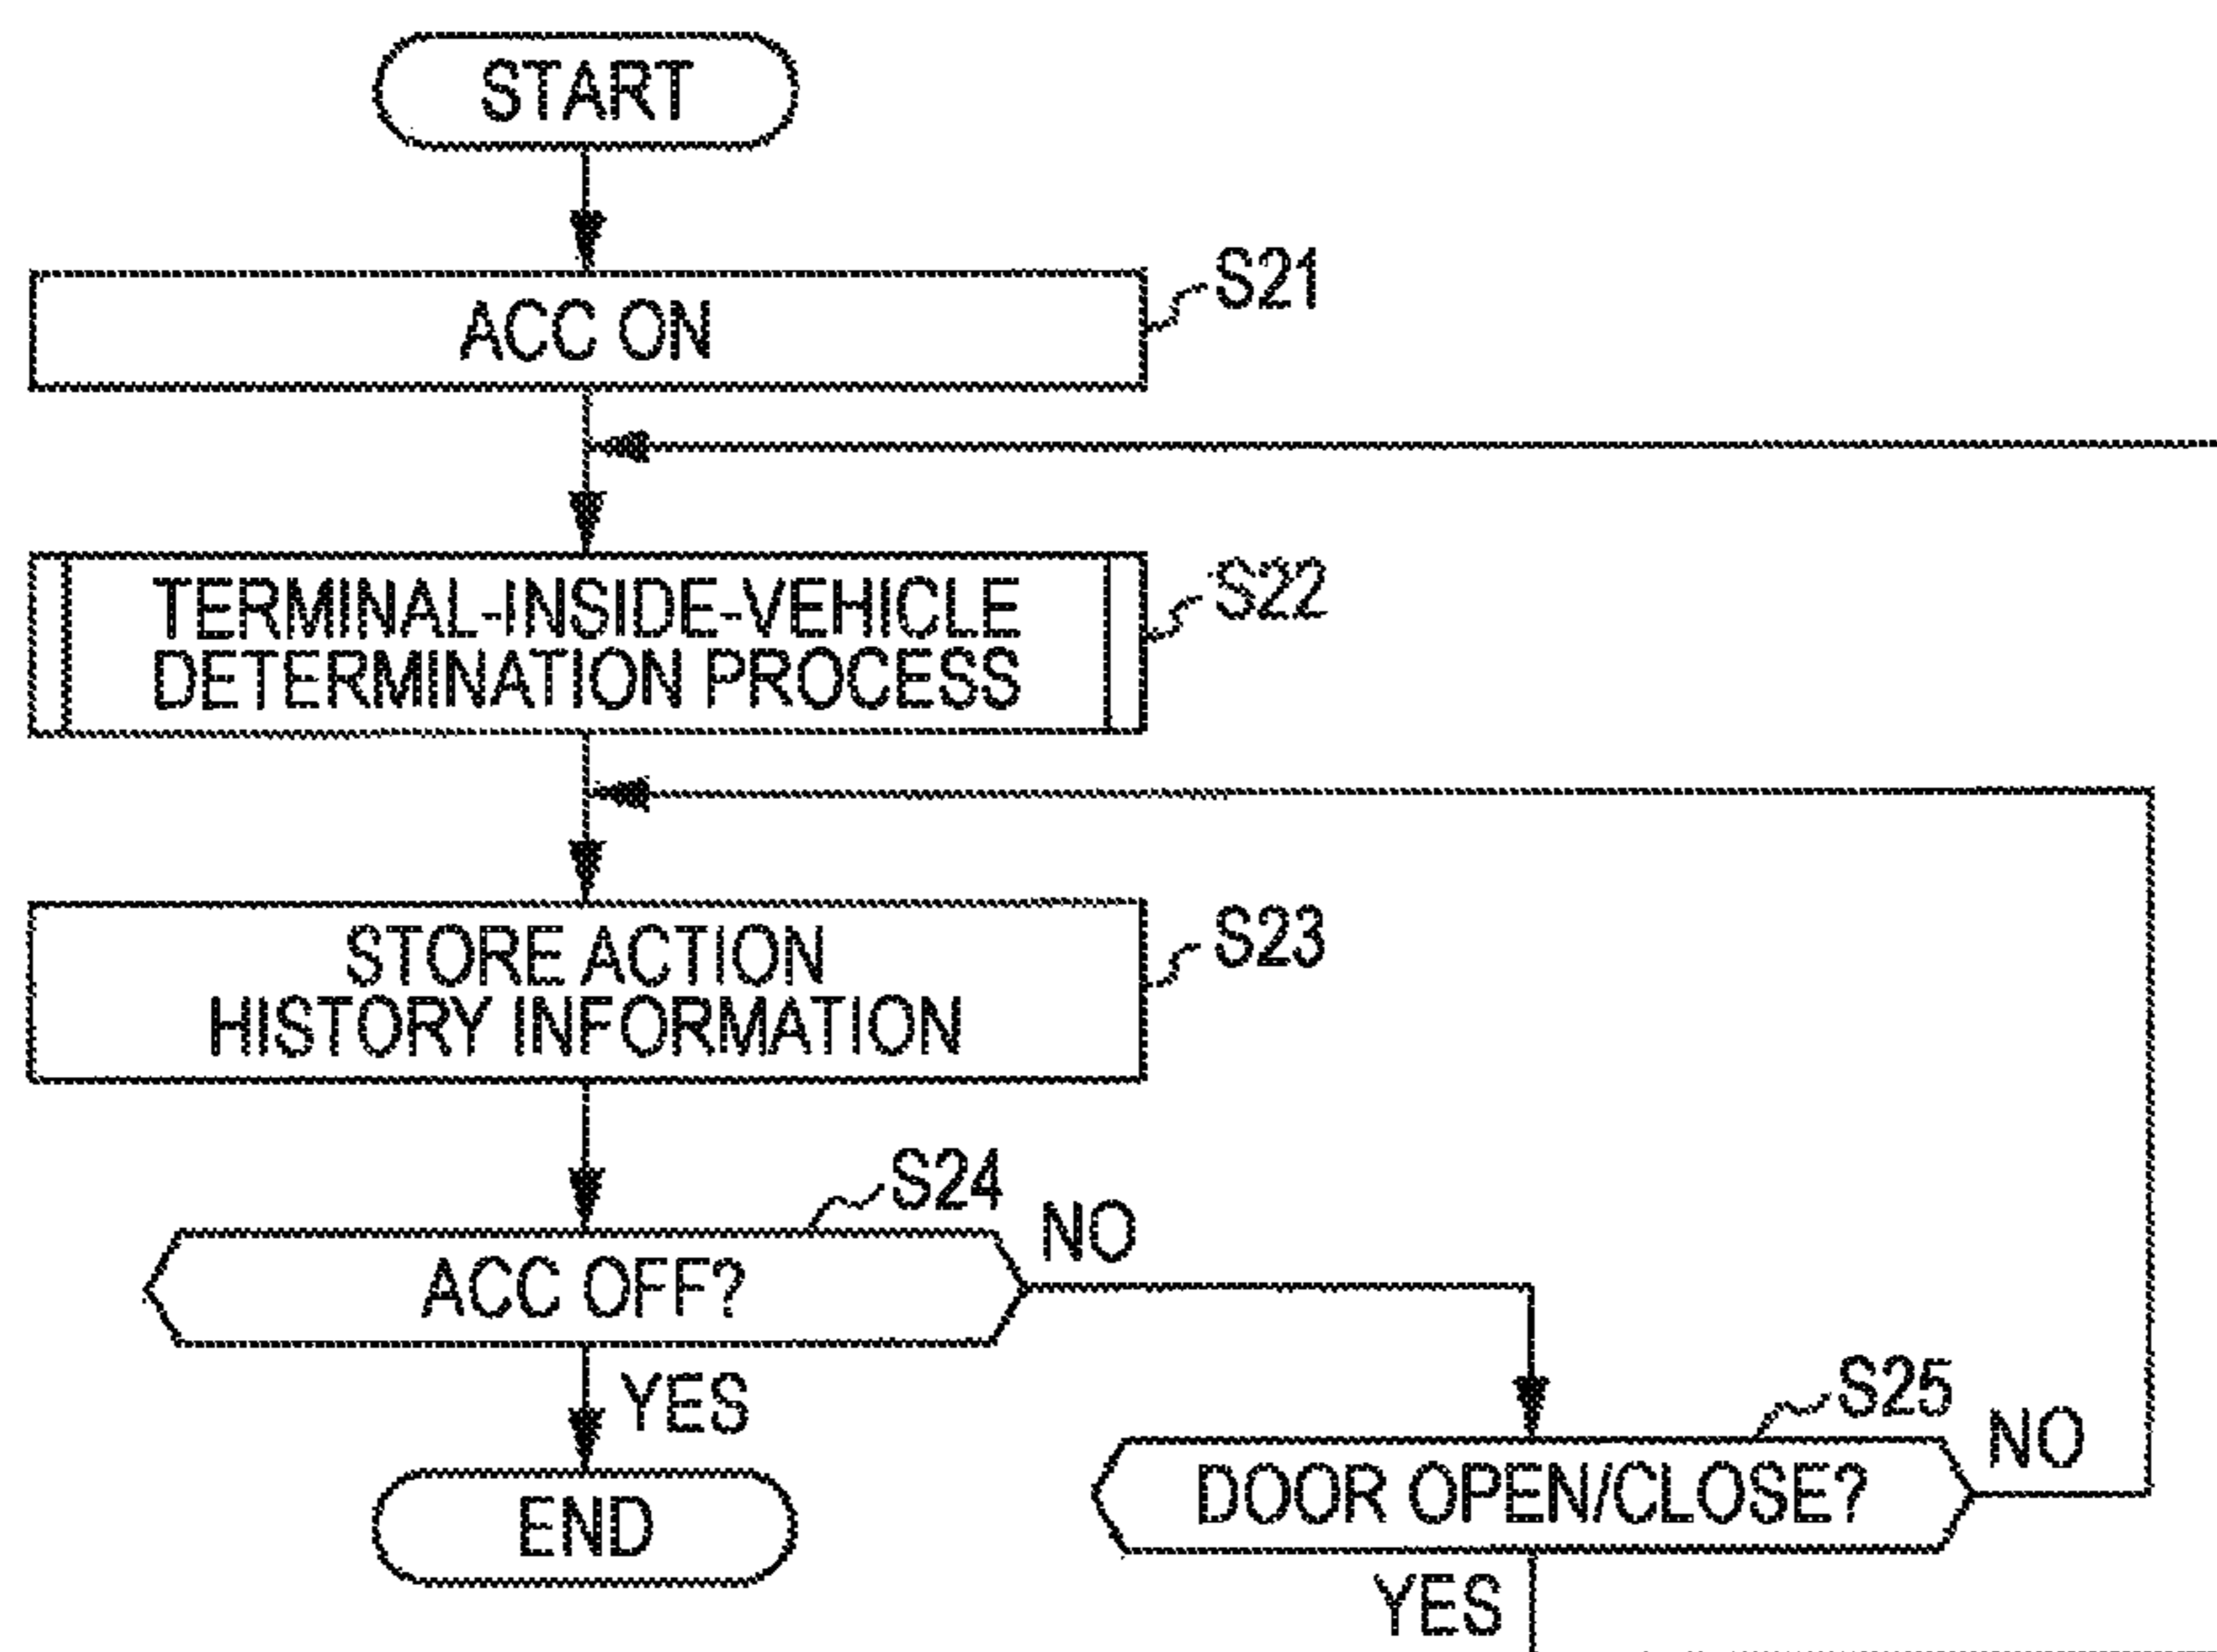 START
ACC ON
S21
TERMINAL-INSIDE-VEHICLE
DETERMINATION PROCESS
S22
STORE ACTION
HISTORY INFORMATION
S23
S24
ACC OFF?
NO
YES
S25
DOOR OPEN/CLOSE?
NO
YES
END